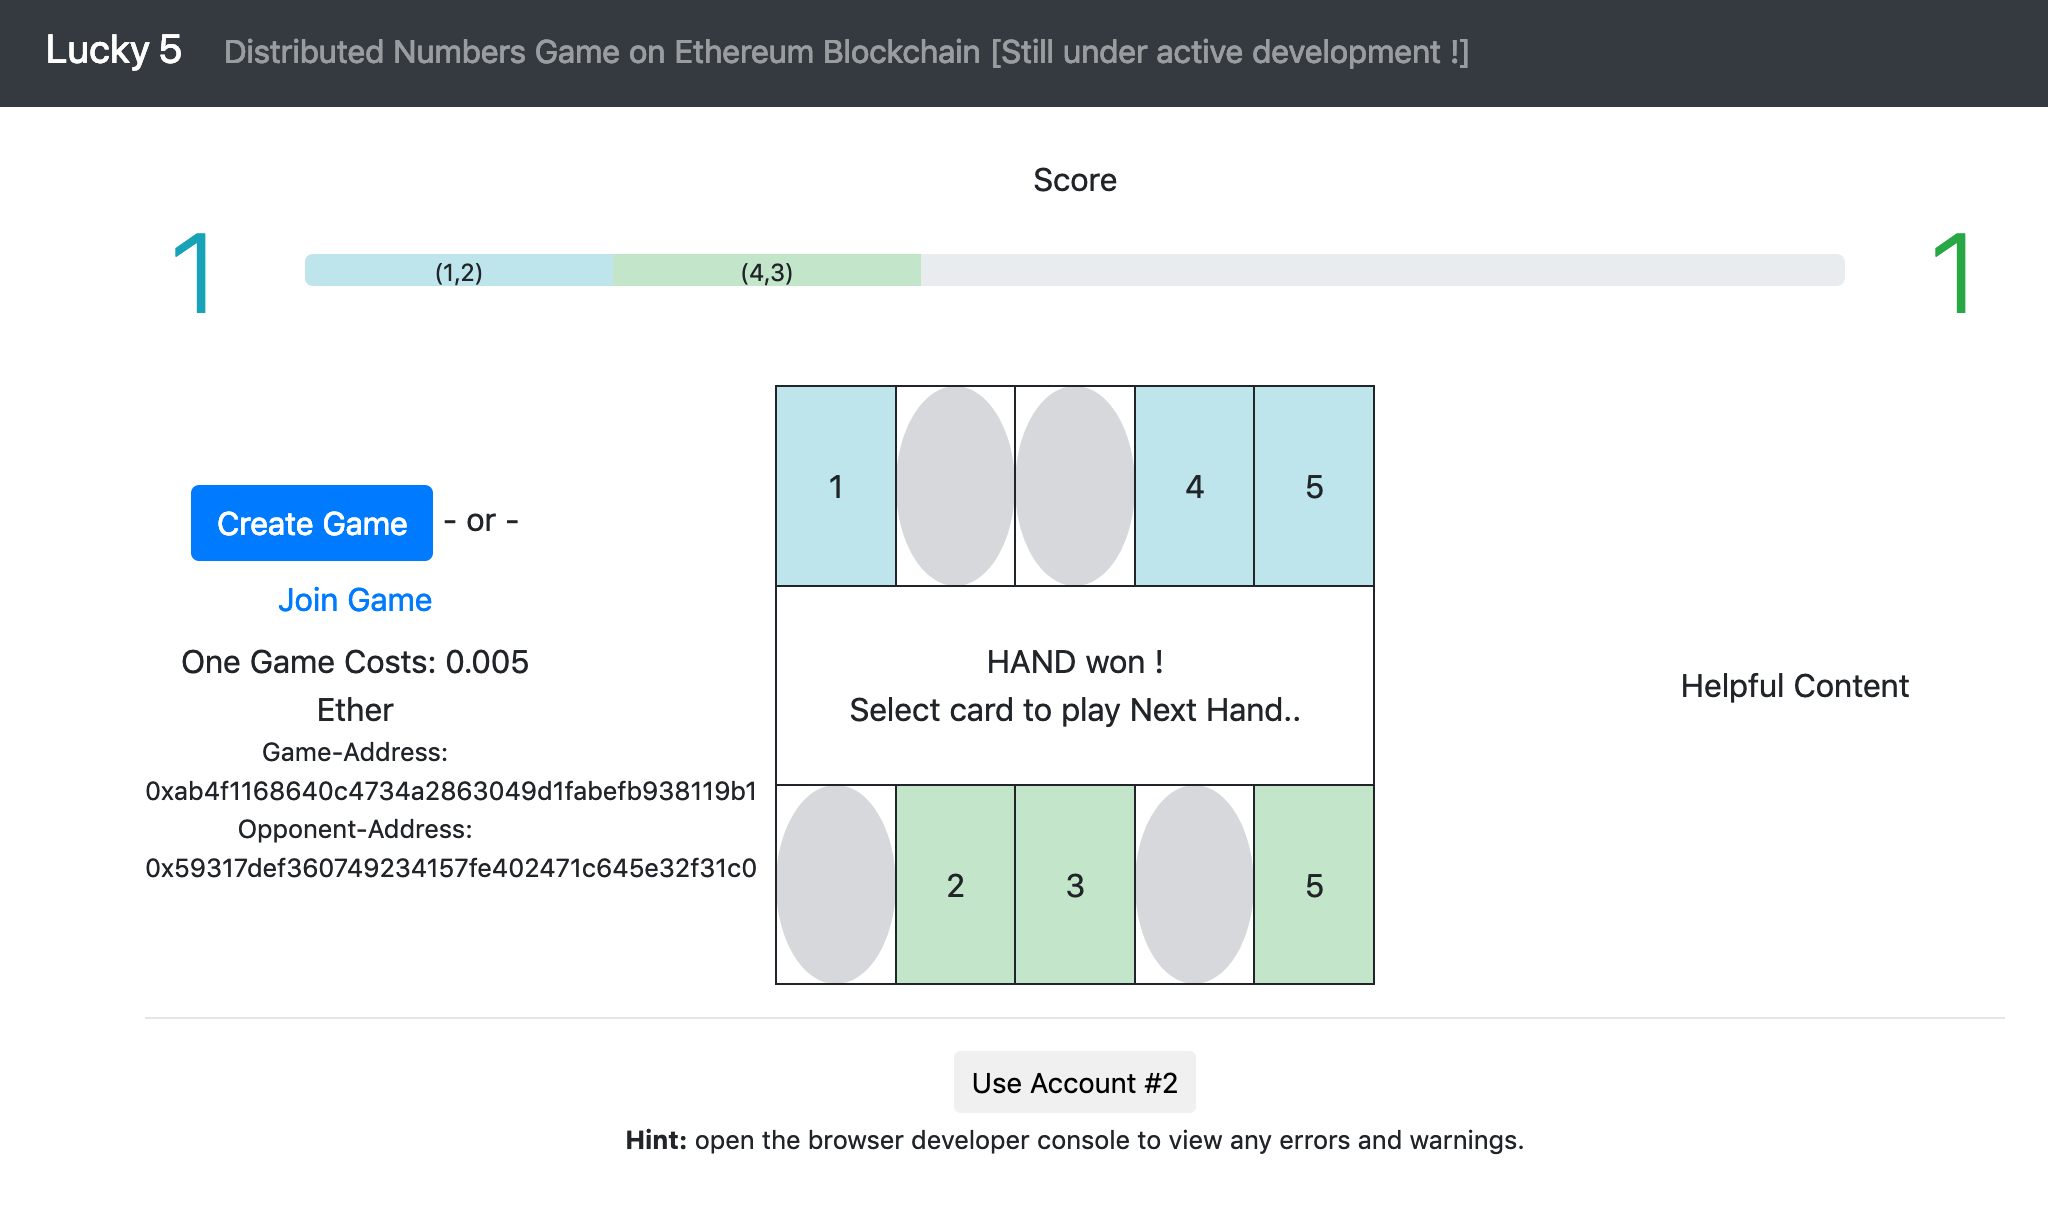 Lucky 5 Distributed Numbers Game on Ethereum Blockchain [Still under active development !]
Score
1 (1,2) (4,3) 1
1 4 5
Create Game - or -
Join Game
One Game Costs: 0.005
Ether
Game-Address:
0xab4f1168640c4734a2863049d1fabefb938119b1
Opponent-Address:
0x59317def360749234157fe402471c645e32f31c0
HAND won !
Select card to play Next Hand..
2 3 5
Helpful Content
Use Account #2
Hint: open the browser developer console to view any errors and warnings.